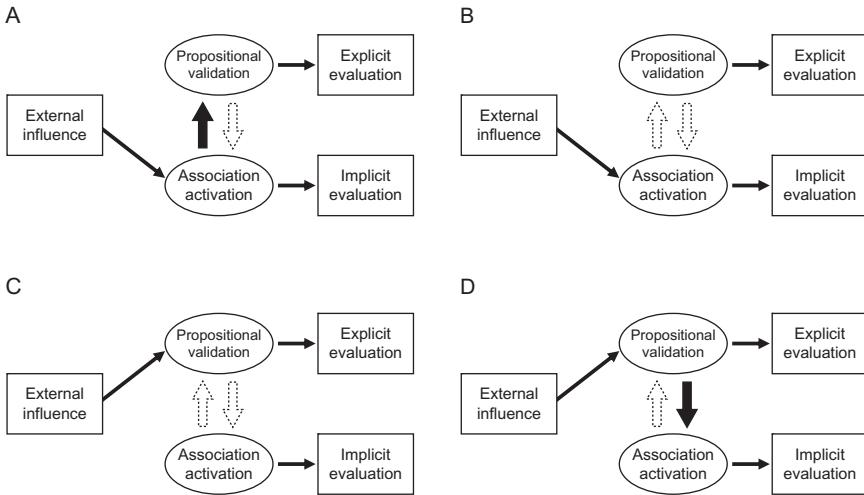 A
Propositional
validation
Explicit
evaluation
External
influence
Association
activation
Implicit
evaluation
B
Propositional
validation
Explicit
evaluation
External
influence
Association
activation
Implicit
evaluation
C
Propositional
validation
Explicit
evaluation
External
influence
Association
activation
Implicit
evaluation
D
Propositional
validation
Explicit
evaluation
External
influence
Association
activation
Implicit
evaluation